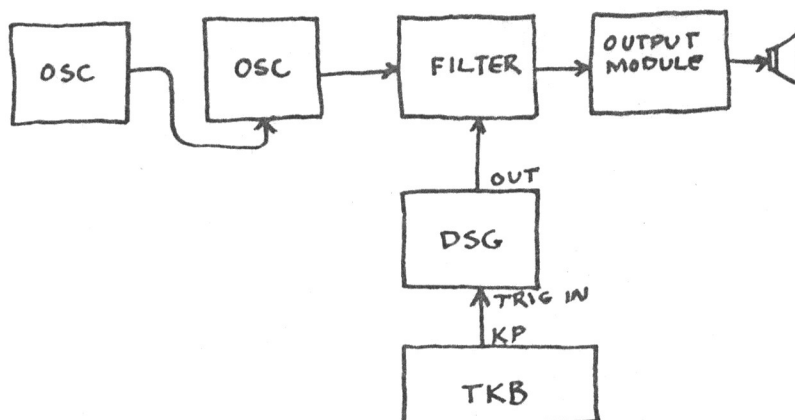 OSC
OSC
FILTER
OUTPUT
MODULE
OUT
DSG
TRIG IN
KP
TKB